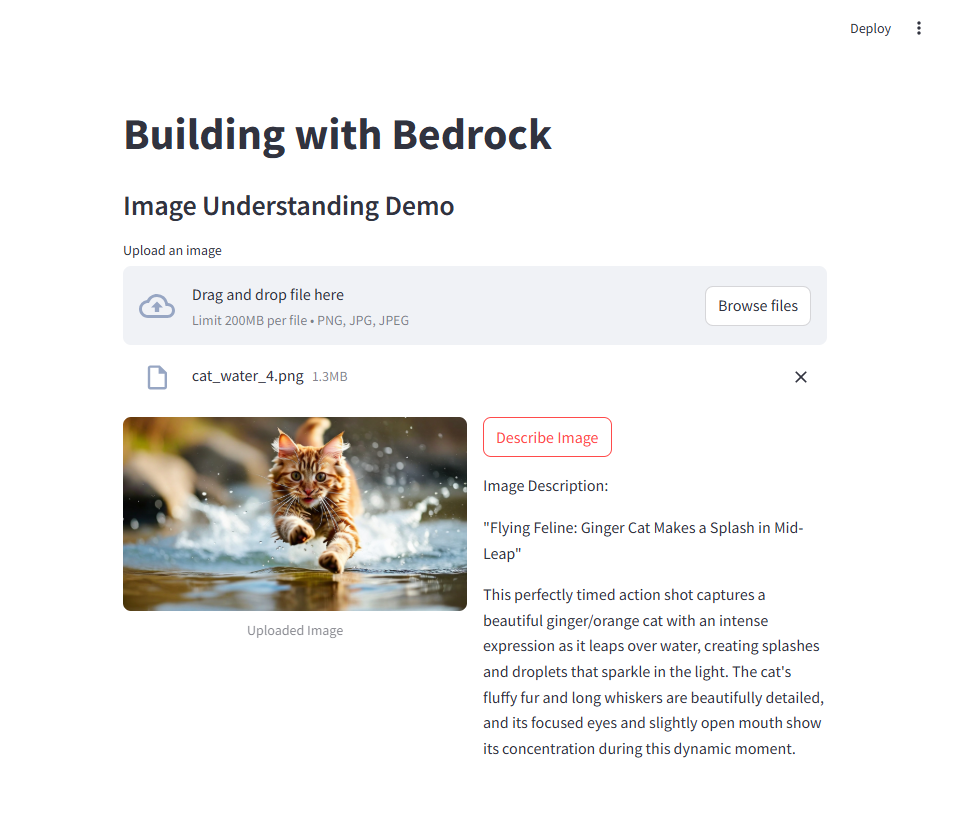 Deploy
Building with Bedrock
Image Understanding Demo
Upload an image
Drag and drop file here
Limit 200MB per file • PNG, JPG, JPEG
Browse files
cat_water_4.png 1.3MB
Describe Image
Image Description:
"Flying Feline: Ginger Cat Makes a Splash in Mid-
Leap"
This perfectly timed action shot captures a
beautiful ginger/orange cat with an intense
expression as it leaps over water, creating splashes
and droplets that sparkle in the light. The cat's
fluffy fur and long whiskers are beautifully detailed,
and its focused eyes and slightly open mouth show
its concentration during this dynamic moment.
Uploaded Image